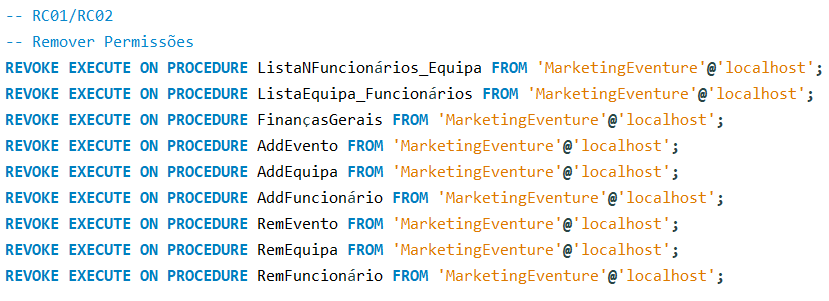 -- RC01/RC02
-- Remover Permissões
REVOKE EXECUTE ON PROCEDURE ListaNFuncionários_Equipa FROM 'MarketingEventure'@'localhost';
REVOKE EXECUTE ON PROCEDURE ListaEquipa_Funcionários FROM 'MarketingEventure'@'localhost';
REVOKE EXECUTE ON PROCEDURE FinançasGerais FROM 'MarketingEventure'@'localhost';
REVOKE EXECUTE ON PROCEDURE AddEvento FROM 'MarketingEventure'@'localhost';
REVOKE EXECUTE ON PROCEDURE AddEquipa FROM 'MarketingEventure'@'localhost';
REVOKE EXECUTE ON PROCEDURE AddFuncionário FROM 'MarketingEventure'@'localhost';
REVOKE EXECUTE ON PROCEDURE RemEvento FROM 'MarketingEventure'@'localhost';
REVOKE EXECUTE ON PROCEDURE RemEquipa FROM 'MarketingEventure'@'localhost';
REVOKE EXECUTE ON PROCEDURE RemFuncionário FROM 'MarketingEventure'@'localhost';